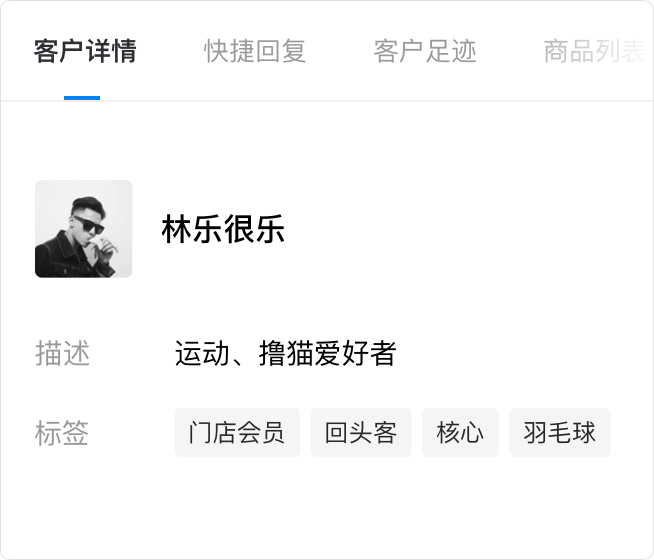 客户详情 快捷回复 客户足迹 商品列表
林乐很乐
描述 运动、撸猫爱好者
标签 门店会员 回头客 核心 羽毛球